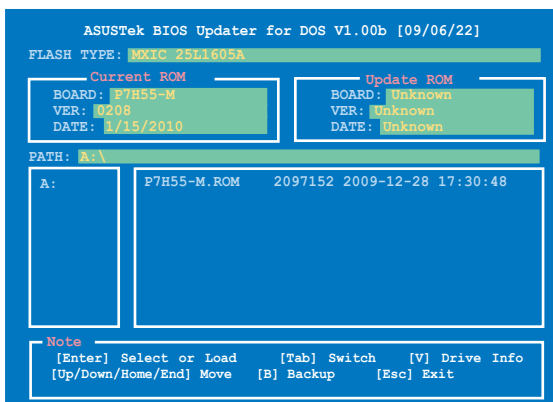 ASUSTek BIOS Updater for DOS V1.00b [09/06/22]
FLASH TYPE: MXIC 25L1605A
Current ROM
BOARD: P7H55-M
VER: 0208
DATE: 1/15/2010
Update ROM
BOARD: Unknown
VER: Unknown
DATE: Unknown
PATH: A:\
A:
P7H55-M.ROM 2097152 2009-12-28 17:30:48
Note
[Enter] Select or Load [Tab] Switch [V] Drive Info
[Up/Down/Home/End] Move [B] Backup [Esc] Exit